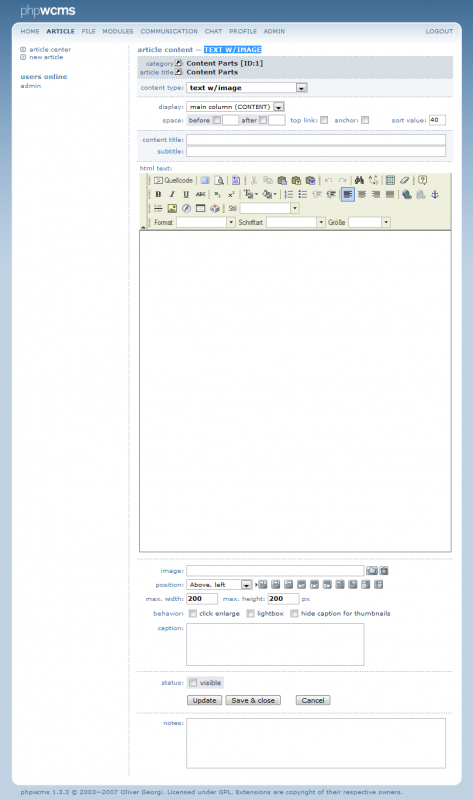 phpwcms
HOME ARTICLE FILE MODULES COMMUNICATION CHAT PROFILE ADMIN LOGOUT
article center
new article
users online
admin
article content — TEXT W/IMAGE
category: Content Parts [ID:1]
article title: Content Parts
content type: text w/image
display: main column (CONTENT)
space: before after top link: anchor: sort value: 40
content title:
subtitle:
html text:
Quellcode
B I U ABC
Stil
Format Schriftart Größe
image:
position: Above, left
max. width: 200 max. height: 200 px
behavior: click enlarge lightbox hide caption for thumbnails
caption:
status: visible
Update Save & close Cancel
notes:
phpwcms 1.3.3 © 2003—2007 Oliver Georgi. Licensed under GPL. Extensions are copyright of their respective owners.